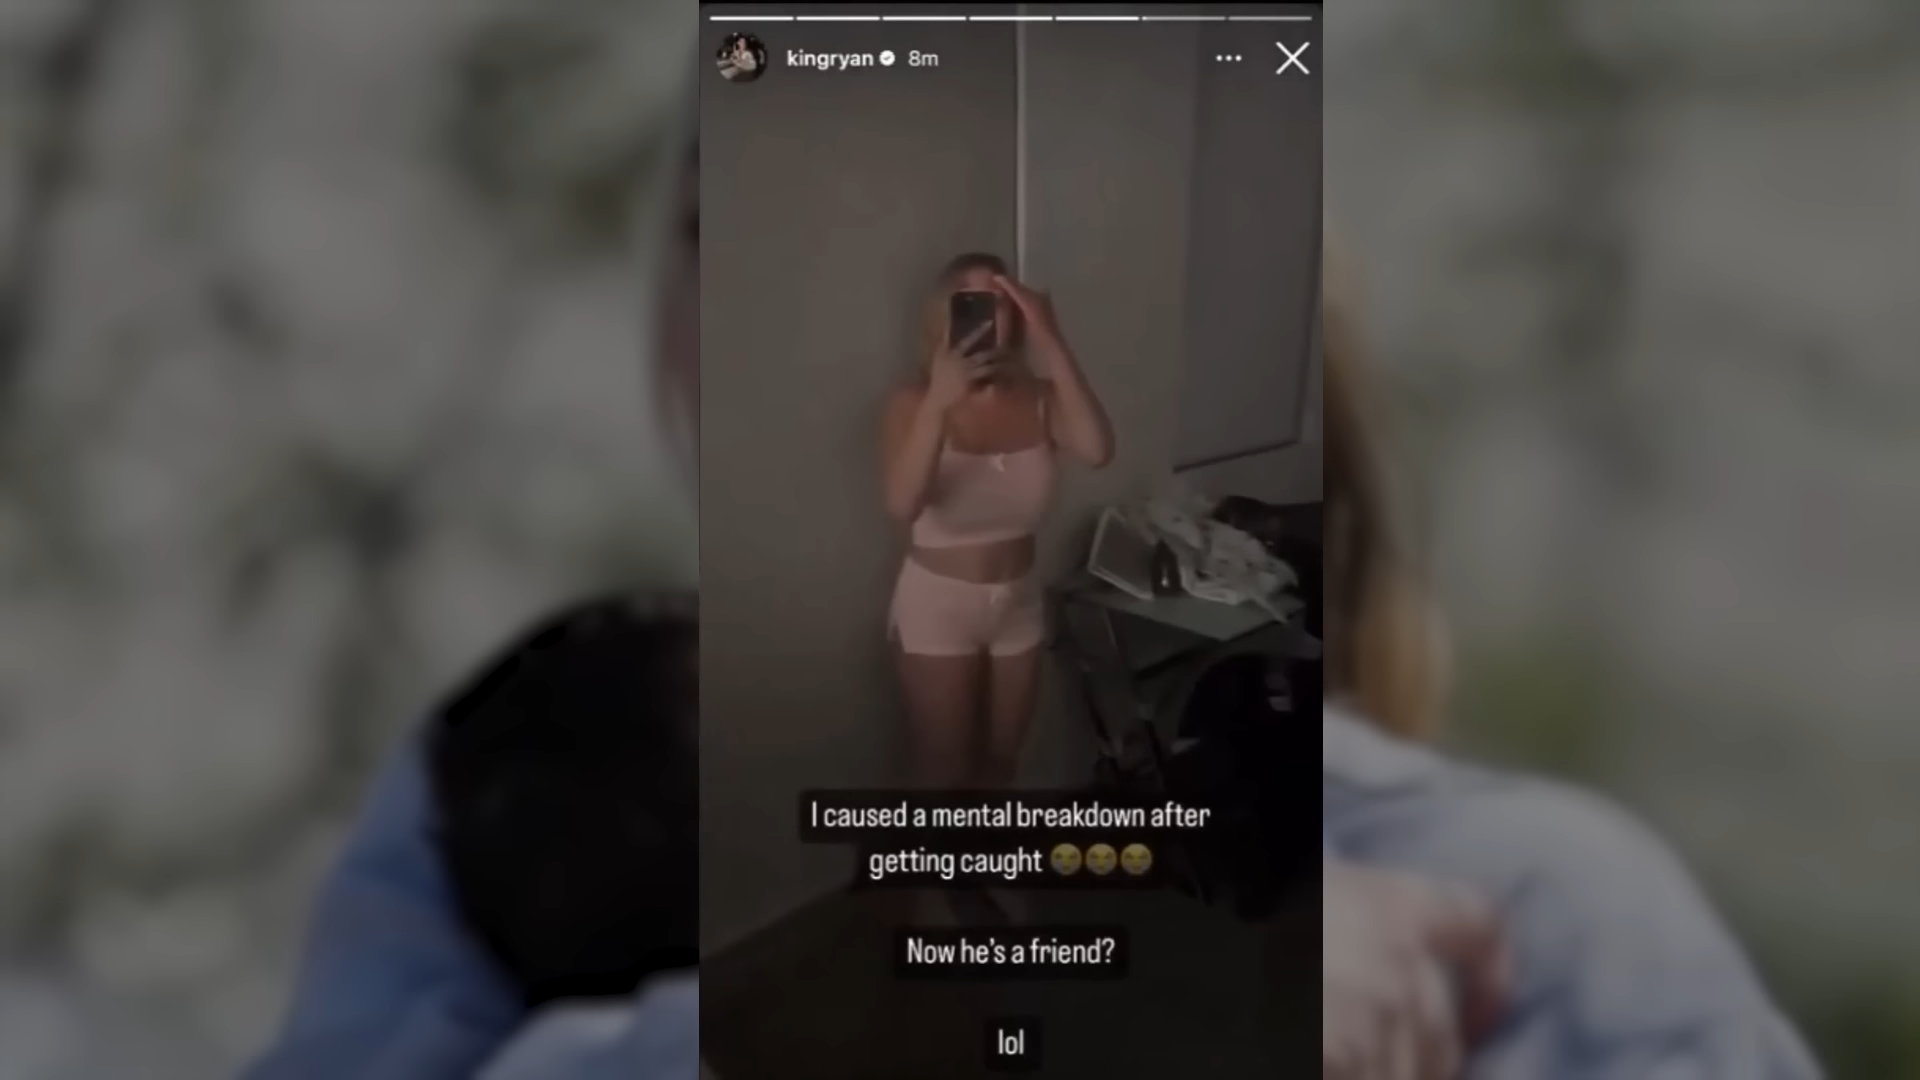 kingryan 8m
I caused a mental breakdown after
getting caught 😭😭😭
Now he's a friend?
lol